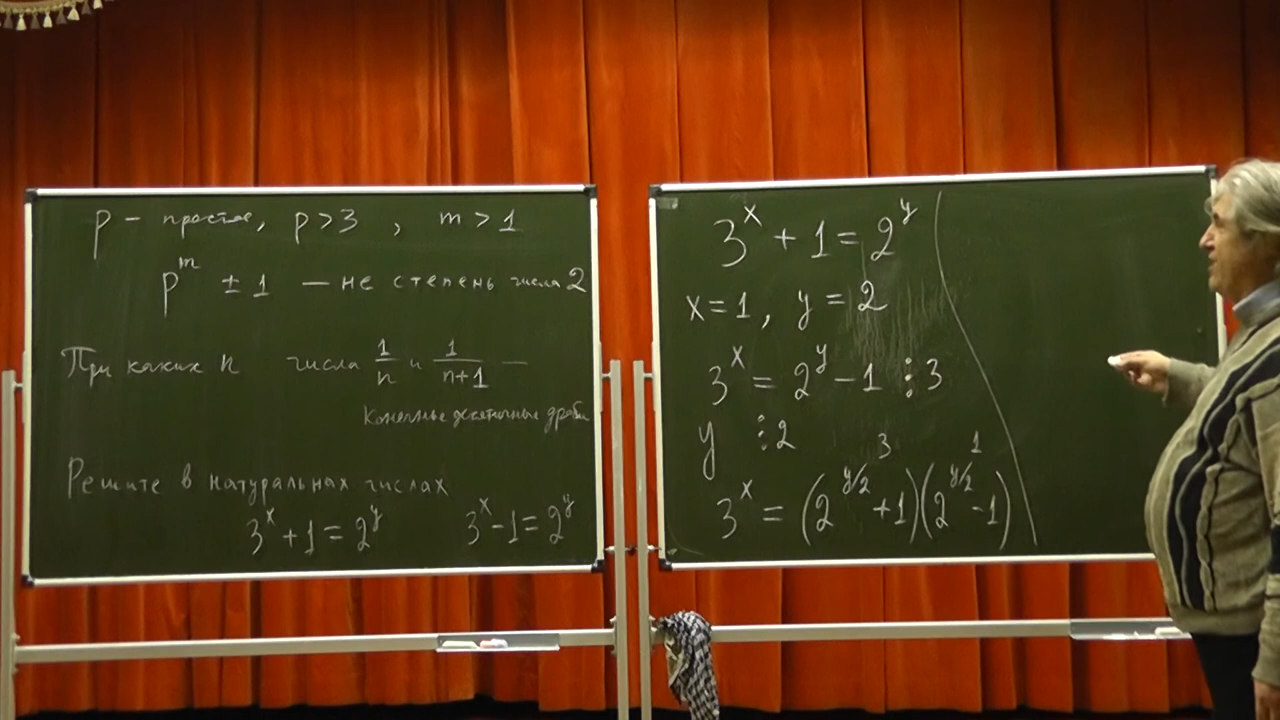 p – простое, p > 3 , m > 1
p^m ± 1 — не степень числа 2
При каких n числа 1/n и 1/(n+1) —
конечные десятичные дроби
Решите в натуральных числах
3^x + 1 = 2^y 3^x - 1 = 2^y
3^x + 1 = 2^y
x = 1, y = 2
3^x = 2^y - 1 ⋮ 3
y ⋮ 2
3 1
3^x = (2^(y/2) + 1)(2^(y/2) - 1)